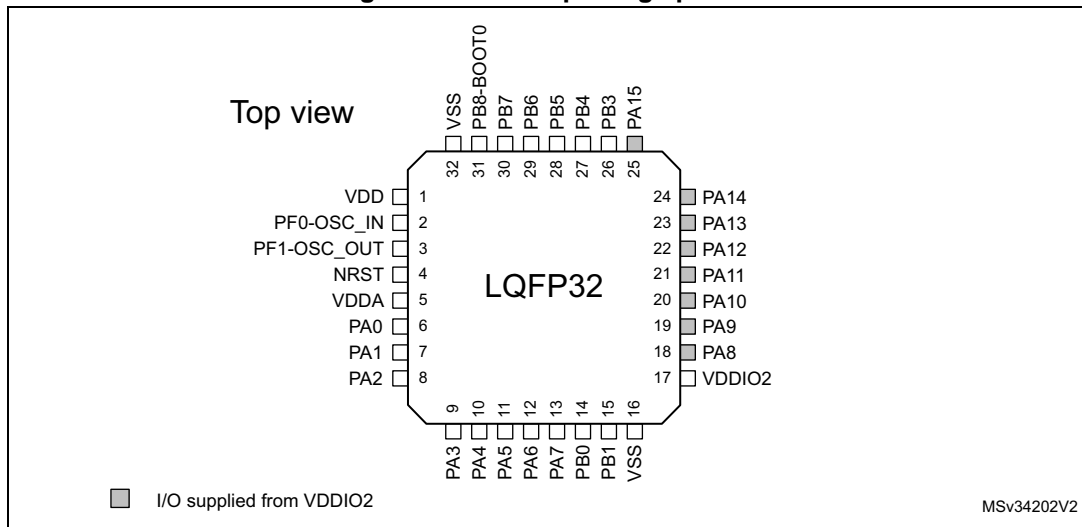 Top view
VSS
PB8-BOOT0
PB7
PB6
PB5
PB4
PB3
PA15
32
31
30
29
28
27
26
25
VDD 1
PF0-OSC_IN 2
PF1-OSC_OUT 3
NRST 4
VDDA 5
PA0 6
PA1 7
PA2 8
LQFP32
24 PA14
23 PA13
22 PA12
21 PA11
20 PA10
19 PA9
18 PA8
17 VDDIO2
9
10
11
12
13
14
15
16
PA3
PA4
PA5
PA6
PA7
PB0
PB1
VSS
I/O supplied from VDDIO2
MSv34202V2